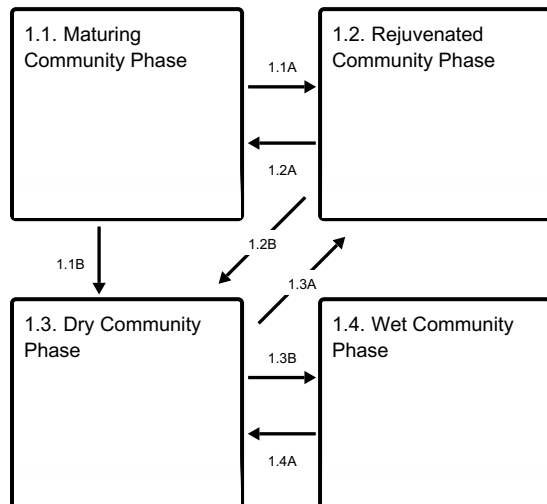 1.1. Maturing
Community Phase
1.2. Rejuvenated
Community Phase
1.1A
1.2A
1.1B
1.2B
1.3A
1.3. Dry Community
Phase
1.4. Wet Community
Phase
1.3B
1.4A